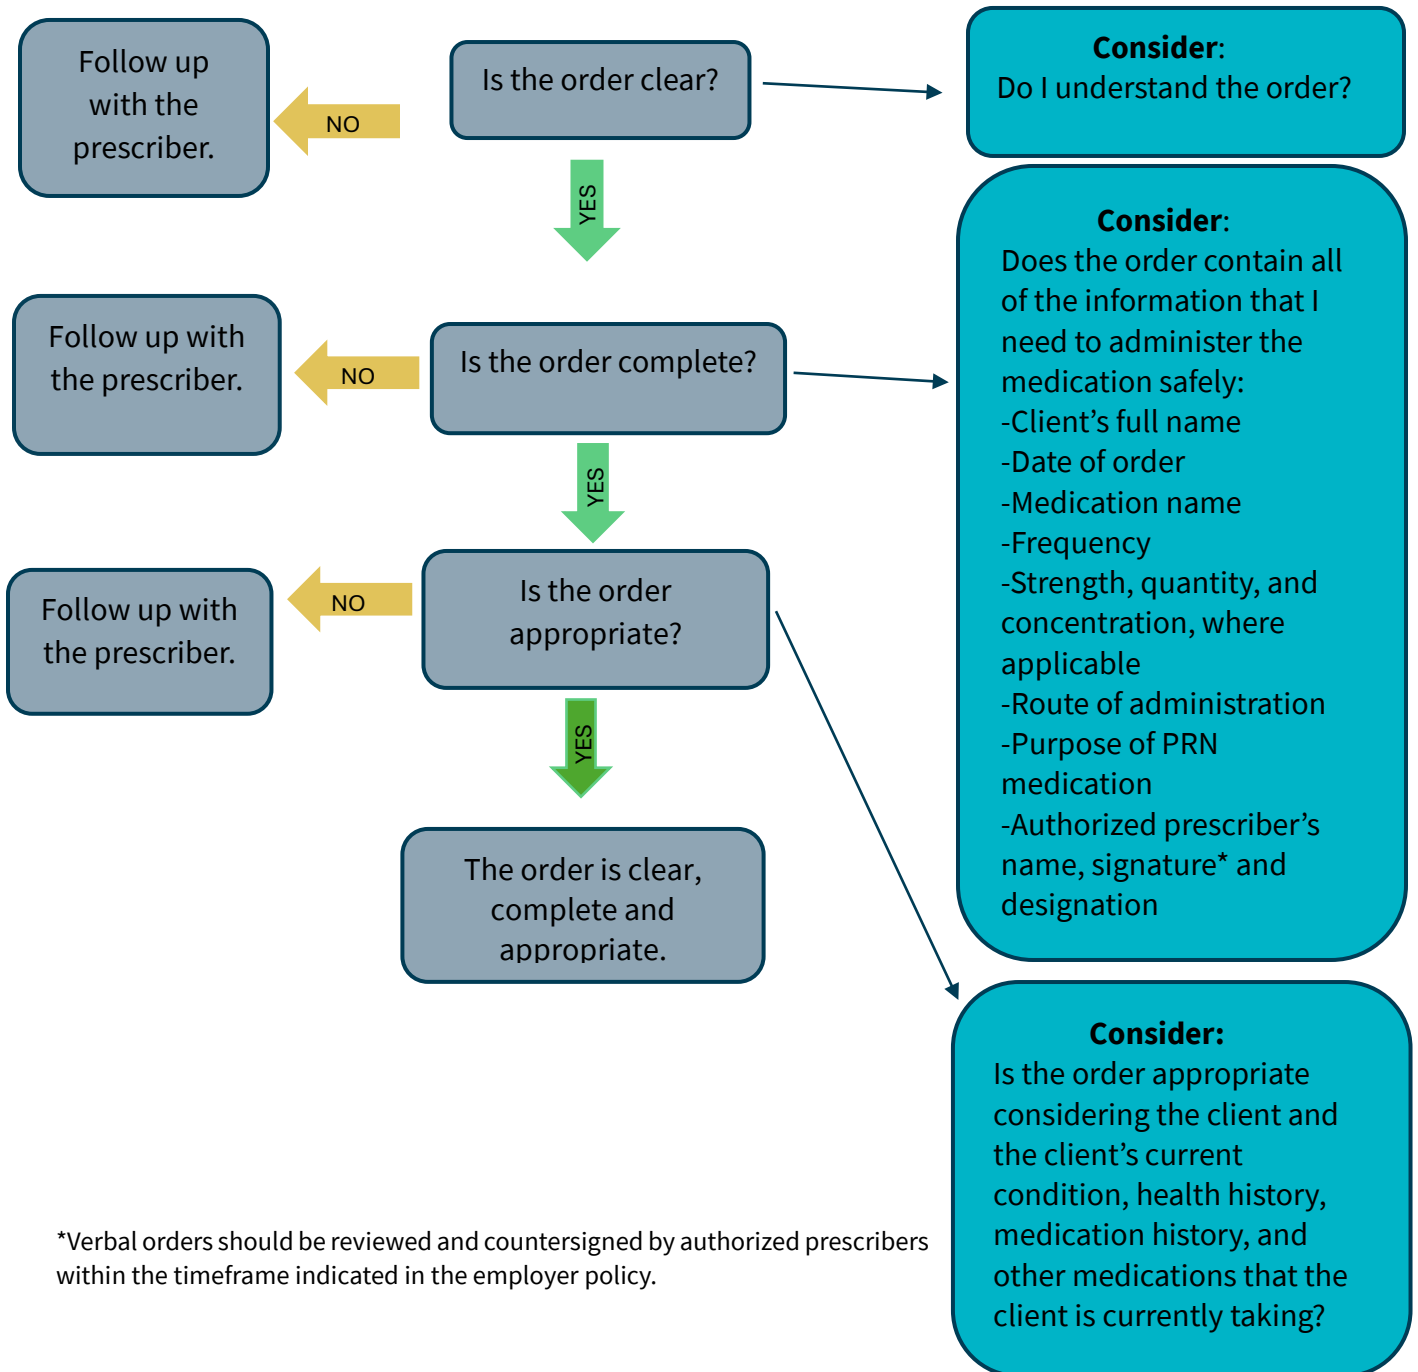 Follow up
with the
prescriber.
NO
Is the order clear?
Consider:
Do I understand the order?
YES
Follow up with
the prescriber.
NO
Is the order complete?
Consider:
Does the order contain all
of the information that I
need to administer the
medication safely:
-Client’s full name
-Date of order
-Medication name
-Frequency
-Strength, quantity, and
concentration, where
applicable
-Route of administration
-Purpose of PRN
medication
-Authorized prescriber’s
name, signature* and
designation
YES
Follow up with
the prescriber.
NO
Is the order
appropriate?
YES
The order is clear,
complete and
appropriate.
Consider:
Is the order appropriate
considering the client and
the client’s current
condition, health history,
medication history, and
other medications that the
client is currently taking?
*Verbal orders should be reviewed and countersigned by authorized prescribers
within the timeframe indicated in the employer policy.